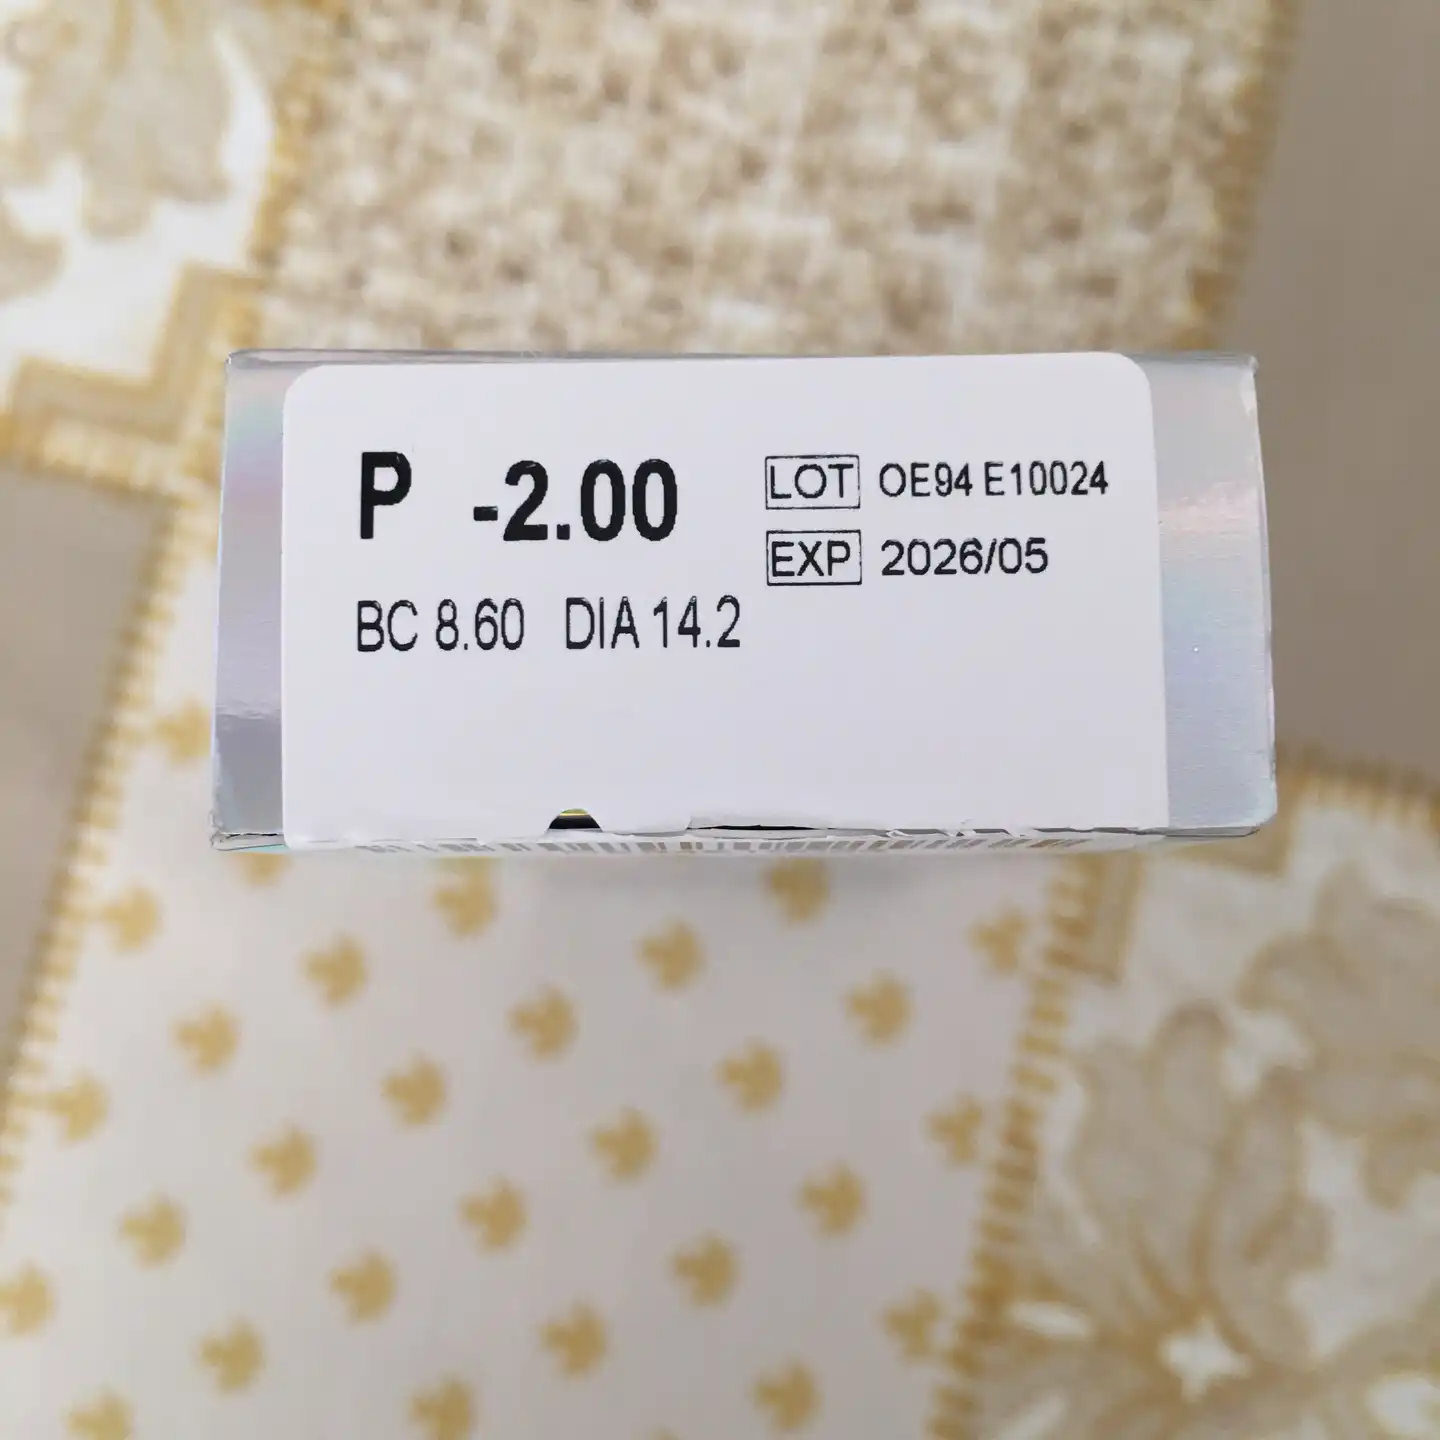 P -2.00
BC 8.60 DIA 14.2
LOT OE94 E10024
EXP 2026/05